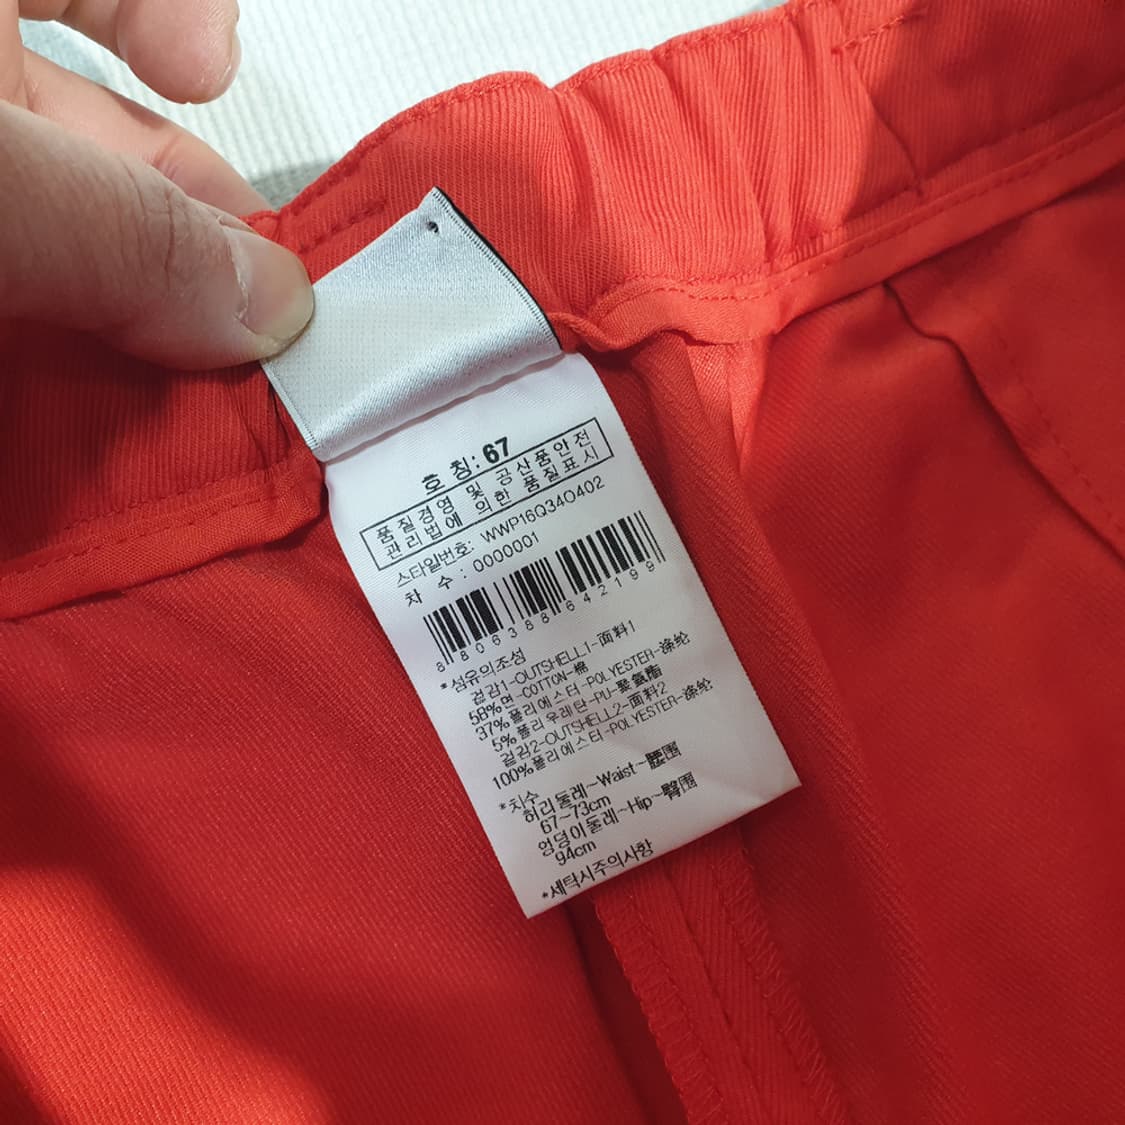 호 칭: 67
품질경영 및 공산품안전
관리법에 의한 품질표시
스타일번호: WWP16Q34O402
차 수 : 0000001
8 806388 642199
*섬유의조성
겉감1-OUTSHELL1-面料1
58%면-COTTON-棉
37%폴리에스터-POLYESTER-涤纶
5%폴리우레탄-PU-聚氨酯
겉감2-OUTSHELL2-面料2
100%폴리에스터-POLYESTER-涤纶
*치수
허리둘레~Waist~腰围
67~73cm
엉덩이둘레~Hip~臀围
94cm
*세탁시주의사항